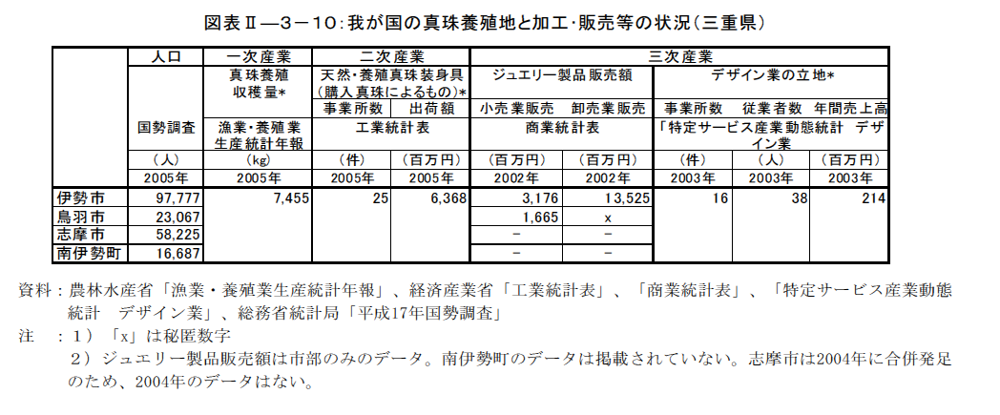 図表Ⅱ―3－10：我が国の真珠養殖地と加工・販売等の状況（三重県）
人口 一次産業 二次産業 三次産業
真珠養殖 天然・養殖真珠装身具 ジュエリー製品販売額 デザイン業の立地*
収穫量* （購入真珠によるもの）*
事業所数 出荷額 小売業販売 卸売業販売 事業所数 従業者数 年間売上高
国勢調査 漁業・養殖業 工業統計表 商業統計表 「特定サービス産業動態統計 デザ
生産統計年報 イン業
（人） （kg） （件） （百万円） （百万円） （百万円） （件） （人） （百万円）
2005年 2005年 2005年 2005年 2002年 2002年 2003年 2003年 2003年
伊勢市 97,777 7,455 25 6,368 3,176 13,525 16 38 214
鳥羽市 23,067 1,665 x
志摩市 58,225 － －
南伊勢町 16,687 － －
資料：農林水産省「漁業・養殖業生産統計年報」、経済産業省「工業統計表」、「商業統計表」、「特定サービス産業動態
統計 デザイン業」、総務省統計局「平成17年国勢調査」
注 ：１）「x」は秘匿数字
２）ジュエリー製品販売額は市部のみのデータ。南伊勢町のデータは掲載されていない。志摩市は2004年に合併発足
のため、2004年のデータはない。